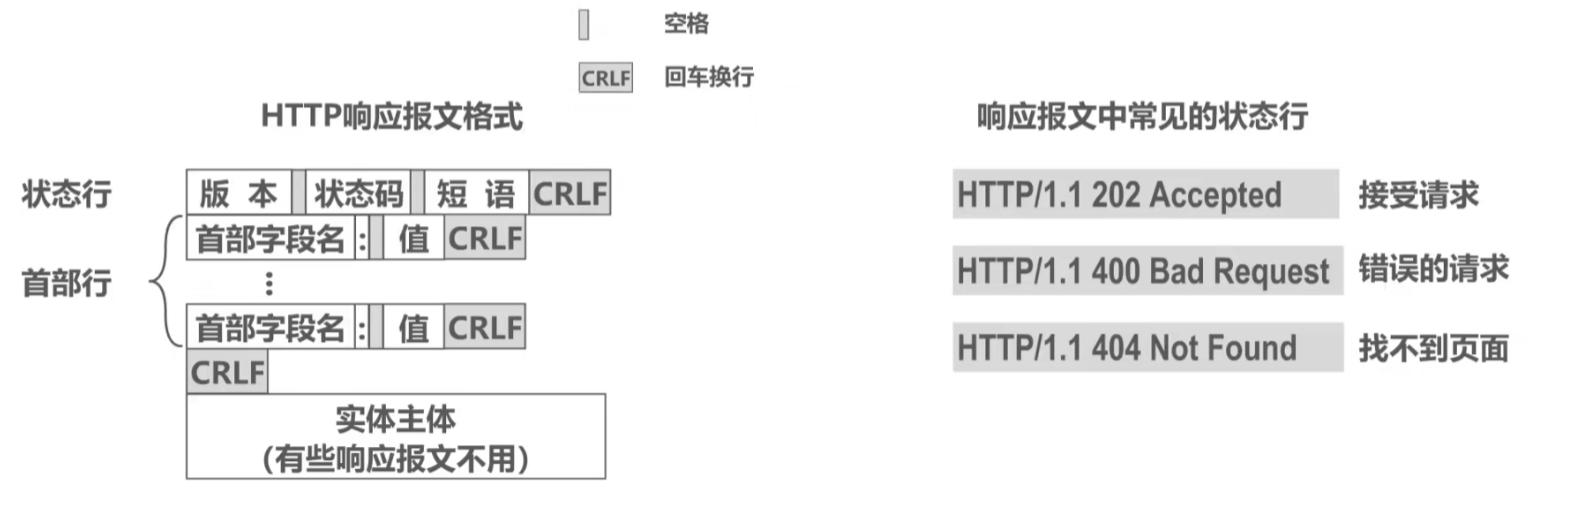 空格
CRLF 回车换行
HTTP响应报文格式
状态行 版本 状态码 短语 CRLF
首部字段名 : 值 CRLF
首部行
⋮
首部字段名 : 值 CRLF
CRLF
实体主体
（有些响应报文不用）
响应报文中常见的状态行
HTTP/1.1 202 Accepted 接受请求
HTTP/1.1 400 Bad Request 错误的请求
HTTP/1.1 404 Not Found 找不到页面